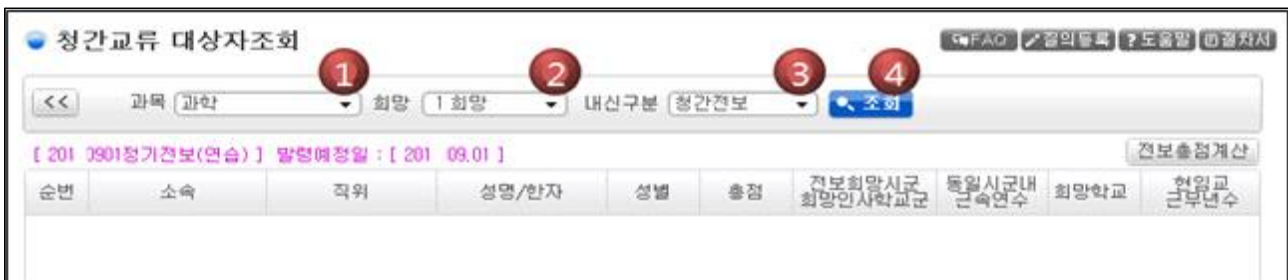 청간교류 대상자조회
FAQ 질의등록 ? 도움말 절차서
1 2 3 4
<< 과목 과학 희망 1 희망 내신구분 청간전보 조회
[ 201 0901정기전보(연습) ] 발령예정일 : [ 201 09.01 ]
전보총점계산
순번 소속 직위 성명/한자 성별 총점 전보희망시군 동일시군내 희망학교 현임교
희망인사학교군 근속연수 근무년수